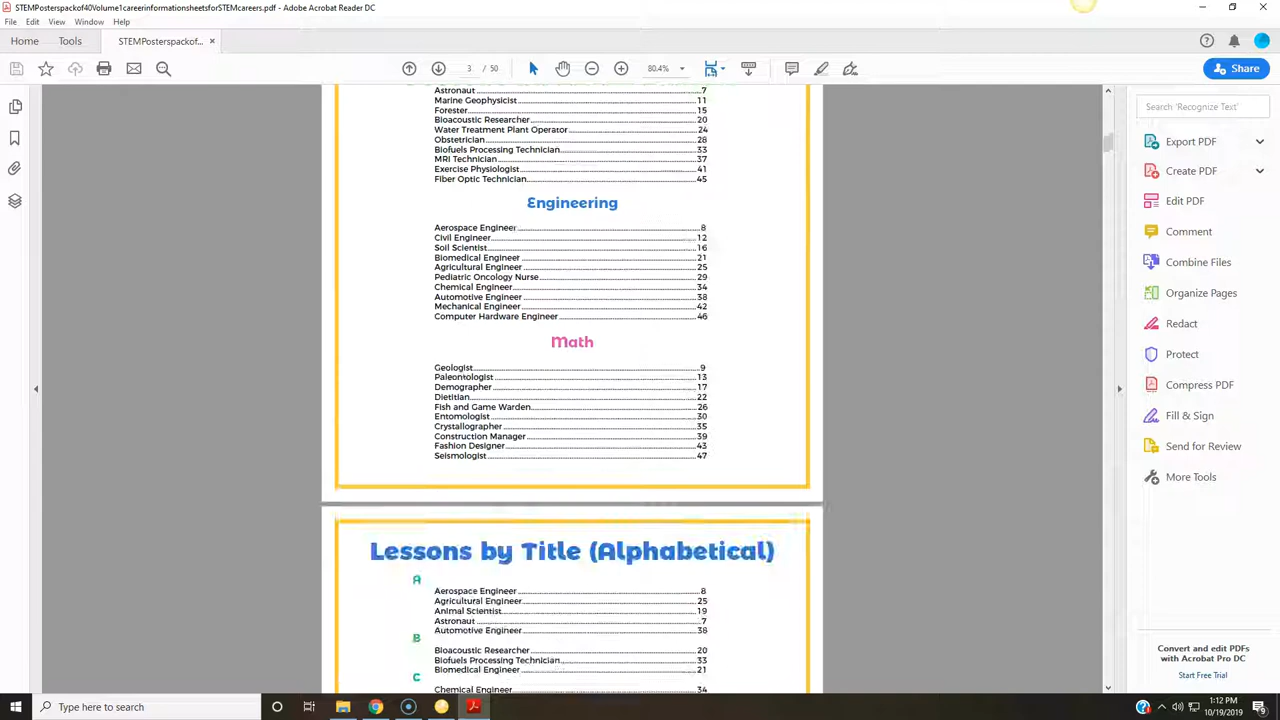 STEMPosterspackof40Volume1careerinformationsheetsforSTEMcareers.pdf - Adobe Acrobat Reader DC
File Edit View Window Help
Home Tools STEMPosterspackof... ×
3 / 50 80.4% Share
Astronaut 7
Marine Geophysicist 11
Forester 15
Bioacoustic Researcher 20
Water Treatment Plant Operator 24
Obstetrician 28
Biofuels Processing Technician 33
MRI Technician 37
Exercise Physiologist 41
Fiber Optic Technician 45
Engineering
Aerospace Engineer 8
Civil Engineer 12
Soil Scientist 16
Biomedical Engineer 21
Agricultural Engineer 25
Pediatric Oncology Nurse 29
Chemical Engineer 34
Automotive Engineer 38
Mechanical Engineer 42
Computer Hardware Engineer 46
Math
Geologist 9
Paleontologist 13
Demographer 17
Dietitian 22
Fish and Game Warden 26
Entomologist 30
Crystallographer 35
Construction Manager 39
Fashion Designer 43
Seismologist 47
Lessons by Title (Alphabetical)
A
Aerospace Engineer 8
Agricultural Engineer 25
Animal Scientist 19
Astronaut 7
Automotive Engineer 38
B
Bioacoustic Researcher 20
Biofuels Processing Technician 33
Biomedical Engineer 21
C
Chemical Engineer 34
Search 'Recognize Text'
Export PDF
Create PDF
Edit PDF
Comment
Combine Files
Organize Pages
Redact
Protect
Compress PDF
Fill & Sign
Send for Review
More Tools
Convert and edit PDFs
with Acrobat Pro DC
Start Free Trial
Type here to search
1:12 PM
10/19/2019